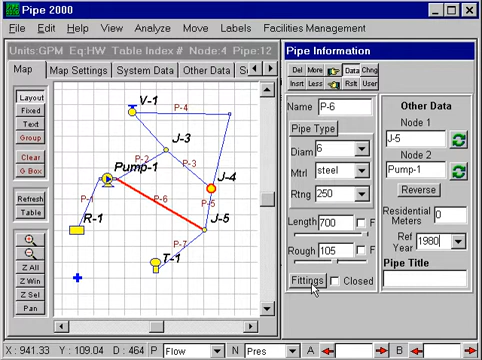 Pipe 2000
File Edit Node Arrange Move Labels Facilities Management
Units:GPM Eq:HW Table Index # Node:4 Pipe:12
Map Map Settings System Data Other Data
Layout
Fixed
Text
Group
Clear
G Box
Refresh
Table
Z All
Z Win
Z Sel
Pan
V-1
P-4
J-3
P-2
Pump-1
P-3
J-4
P-1
P-6
P-5
R-1
J-5
P-7
T-1
Pipe Information
Del More Data Chng
Insrt Less Rstr User
Name P-6
Pipe Type
Diam 6
Mtrl steel
Rtng 250
Length 700 F
Rough 105 F
Fittings Closed
Other Data
Node 1
J-5
Node 2
Pump-1
Reverse
Residential
Meters 0
Ref
Year 1980
Pipe Title
X : 941.33 Y : 109.04 D : 464 P Flow N Pres A B